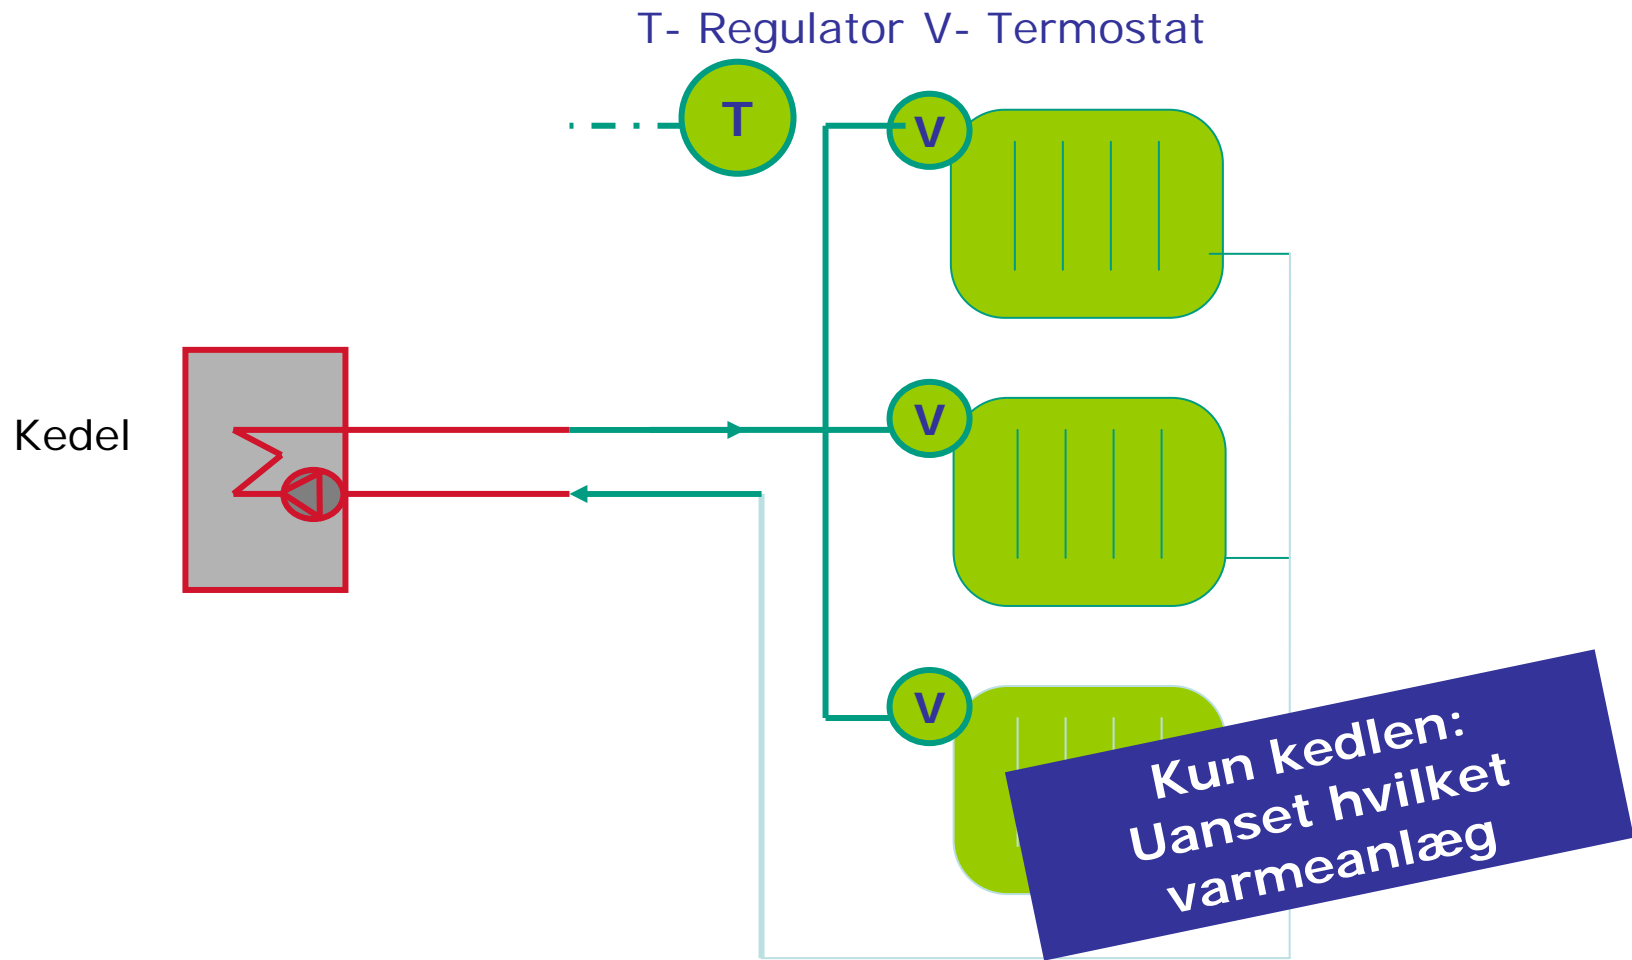 T- Regulator V- Termostat
T
V
Kedel
V
V
Kun kedlen:
Uanset hvilket
varmeanlæg